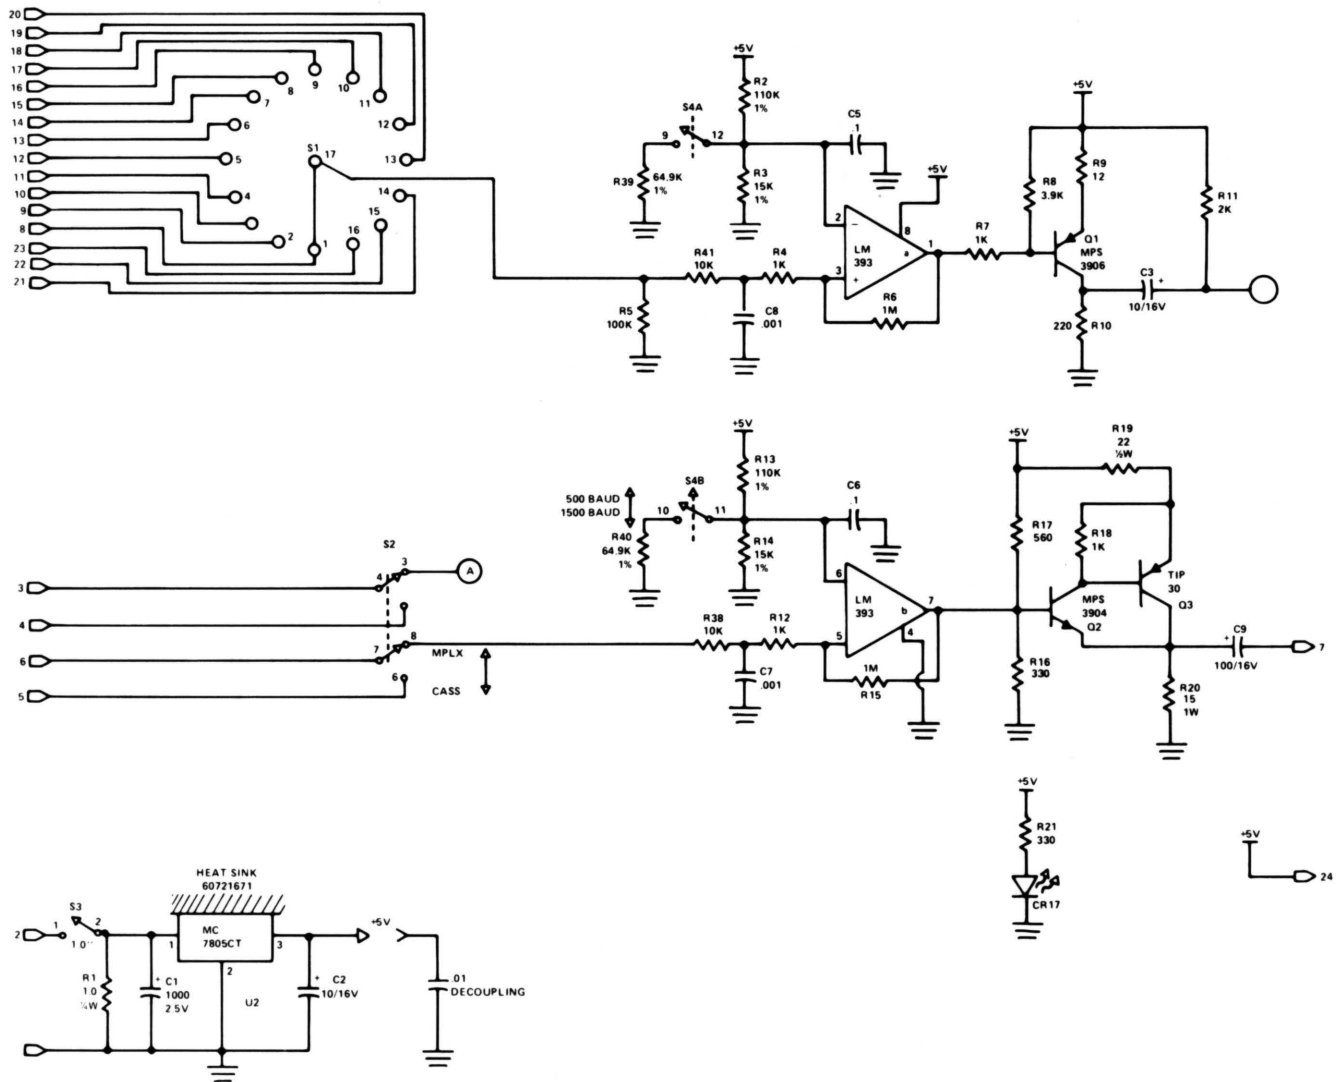 20
19
18
17
16
15
14
13
12
11
10
9
8
23
22
21
9
10
8
11
7
12
6
5
13
4
14
15
2
1
16
S1
17
+5V
R2
110K
1%
S4A
9
12
R39
64.9K
1%
R3
15K
1%
C5
.1
+5V
2
−
8
LM
393
a
1
3
+
R41
10K
R4
1K
R6
1M
R5
100K
C8
.001
R7
1K
+5V
R8
3.9K
R9
12
R11
2K
Q1
MPS
3906
C3
+
10/16V
220
R10
+5V
R13
110K
1%
S4B
500 BAUD
1500 BAUD
10
11
R40
64.9K
1%
R14
15K
1%
C6
.1
6
LM
393
b
7
4
5
R38
10K
R12
1K
C7
.001
1M
R15
+5V
R19
22
½W
R17
560
R18
1K
TIP
30
Q3
MPS
3904
Q2
R16
330
C9
+
100/16V
7
R20
15
1W
S2
3
4
A
3
4
6
5
7
8
6
MPLX
CASS
+5V
R21
330
CR17
+5V
24
HEAT SINK
60721671
S3
2
1
2
1.0''
1
MC
7805CT
3
2
U2
+5V
R1
1.0
¼W
+
C1
1000
2.5V
+
C2
10/16V
.01
DECOUPLING